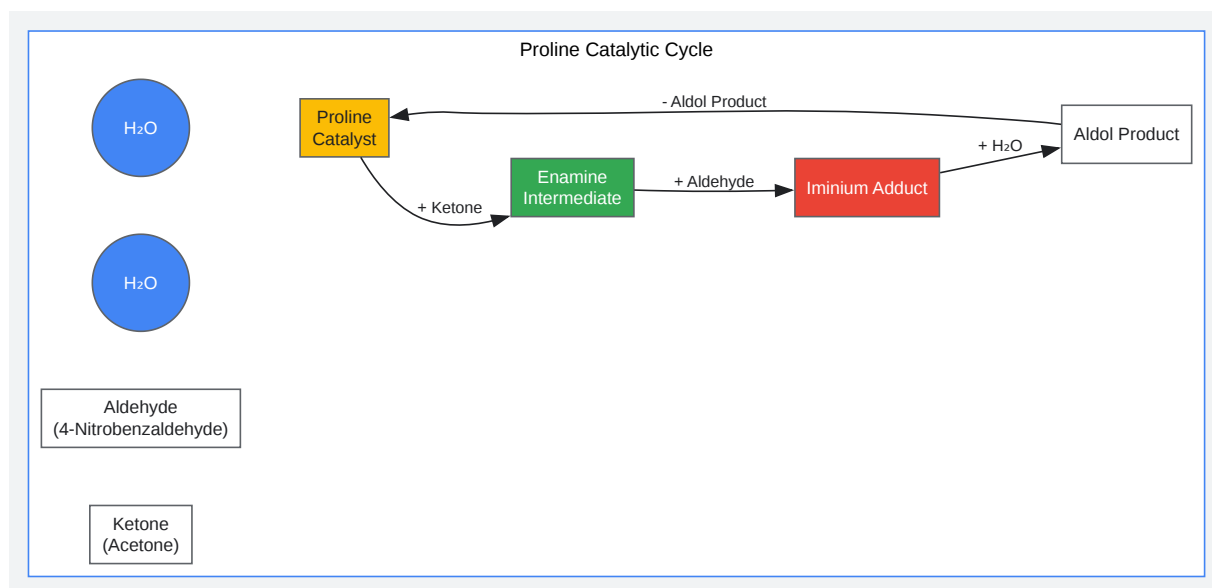 Proline Catalytic Cycle
H₂O
Proline
Catalyst
- Aldol Product
Aldol Product
+ H₂O
Enamine
Intermediate
+ Aldehyde
Iminium Adduct
+ Ketone
H₂O
Aldehyde
(4-Nitrobenzaldehyde)
Ketone
(Acetone)